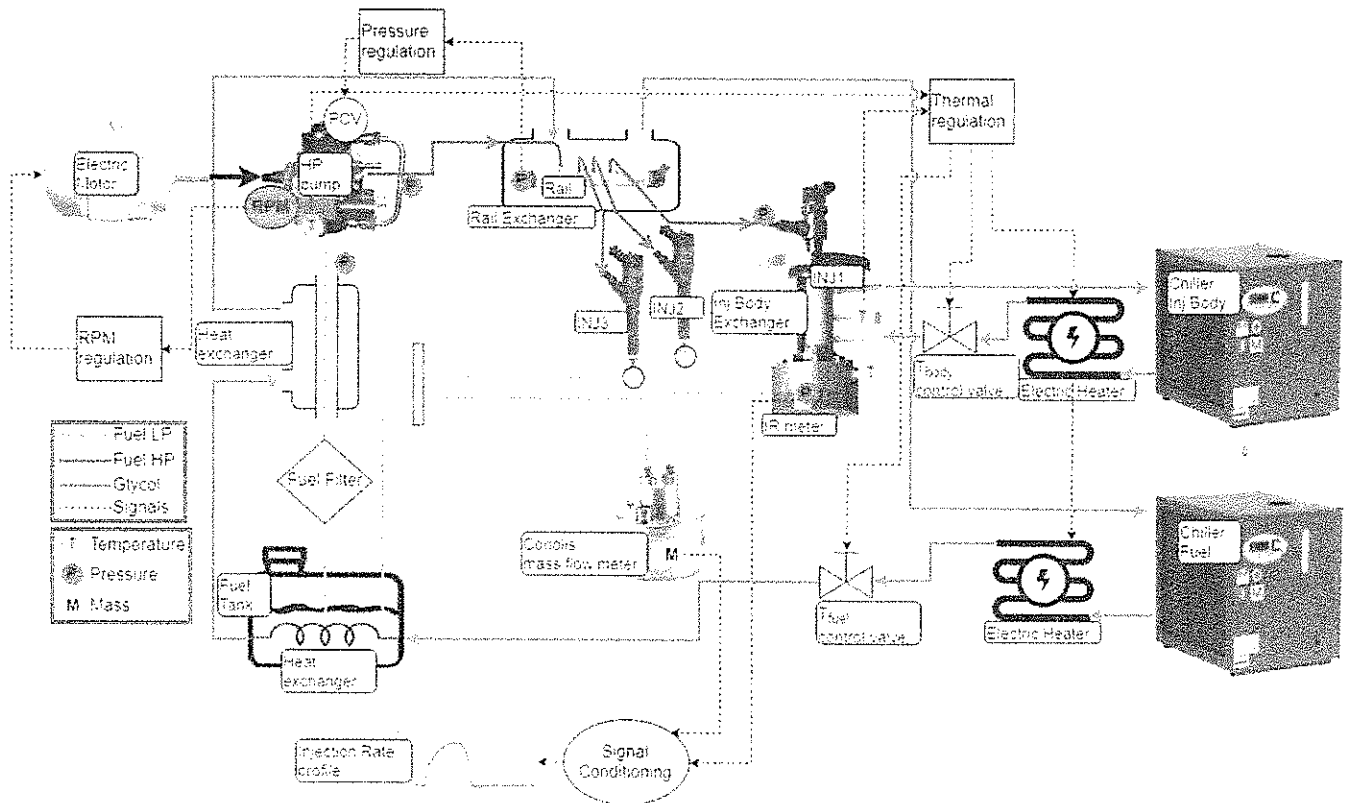 Pressure
regulation
PCV
Thermal
regulation
Electric
Motor
HP
pump
RPM
P
Rail
Rail Exchanger
P
INJ1
Chiller
Inj Body
INJ3
INJ2
Inj Body
Exchanger
RPM
regulation
Heat
exchanger
Tbody
control valve
Electric Heater
IR meter
Fuel LP
Fuel HP
Glycol
Signals
T Temperature
P Pressure
M Mass
Fuel Filter
Coriolis
mass flow meter
M
Chiller
Fuel
Fuel
Tank
Tfuel
control valve
Electric Heater
Heat
exchanger
Injection Rate
profile
Signal
Conditioning